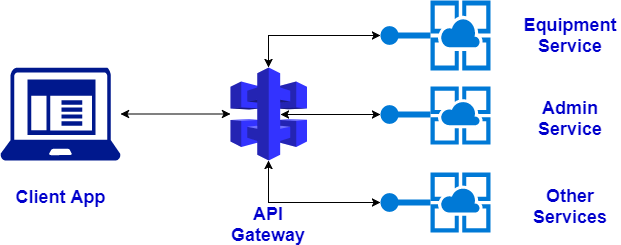 Equipment
Service
Admin
Service
Client App
API
Gateway
Other
Services